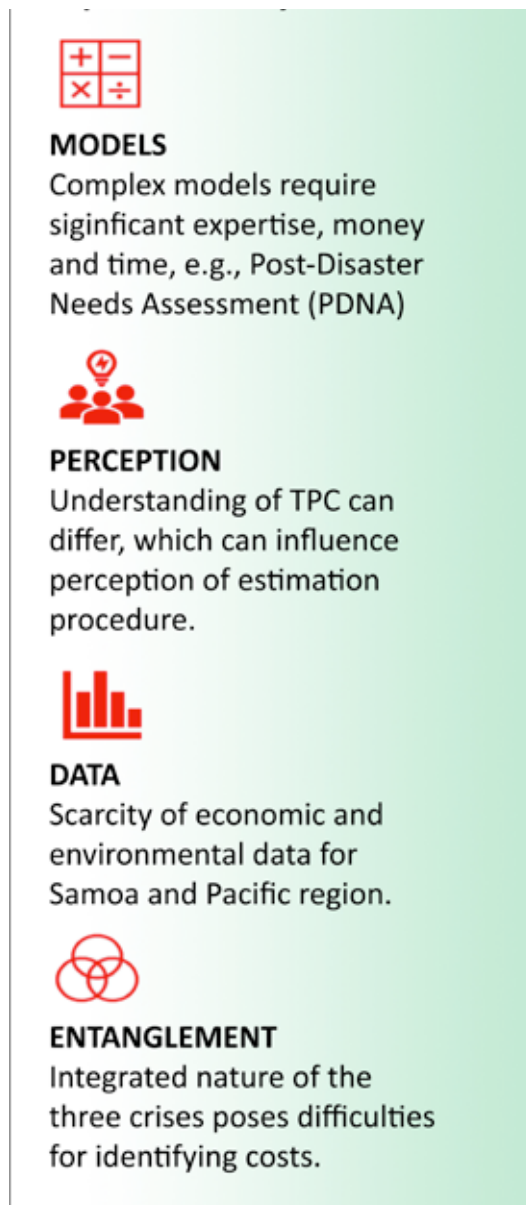 MODELS
Complex models require
siginficant expertise, money
and time, e.g., Post-Disaster
Needs Assessment (PDNA)
PERCEPTION
Understanding of TPC can
differ, which can influence
perception of estimation
procedure.
DATA
Scarcity of economic and
environmental data for
Samoa and Pacific region.
ENTANGLEMENT
Integrated nature of the
three crises poses difficulties
for identifying costs.